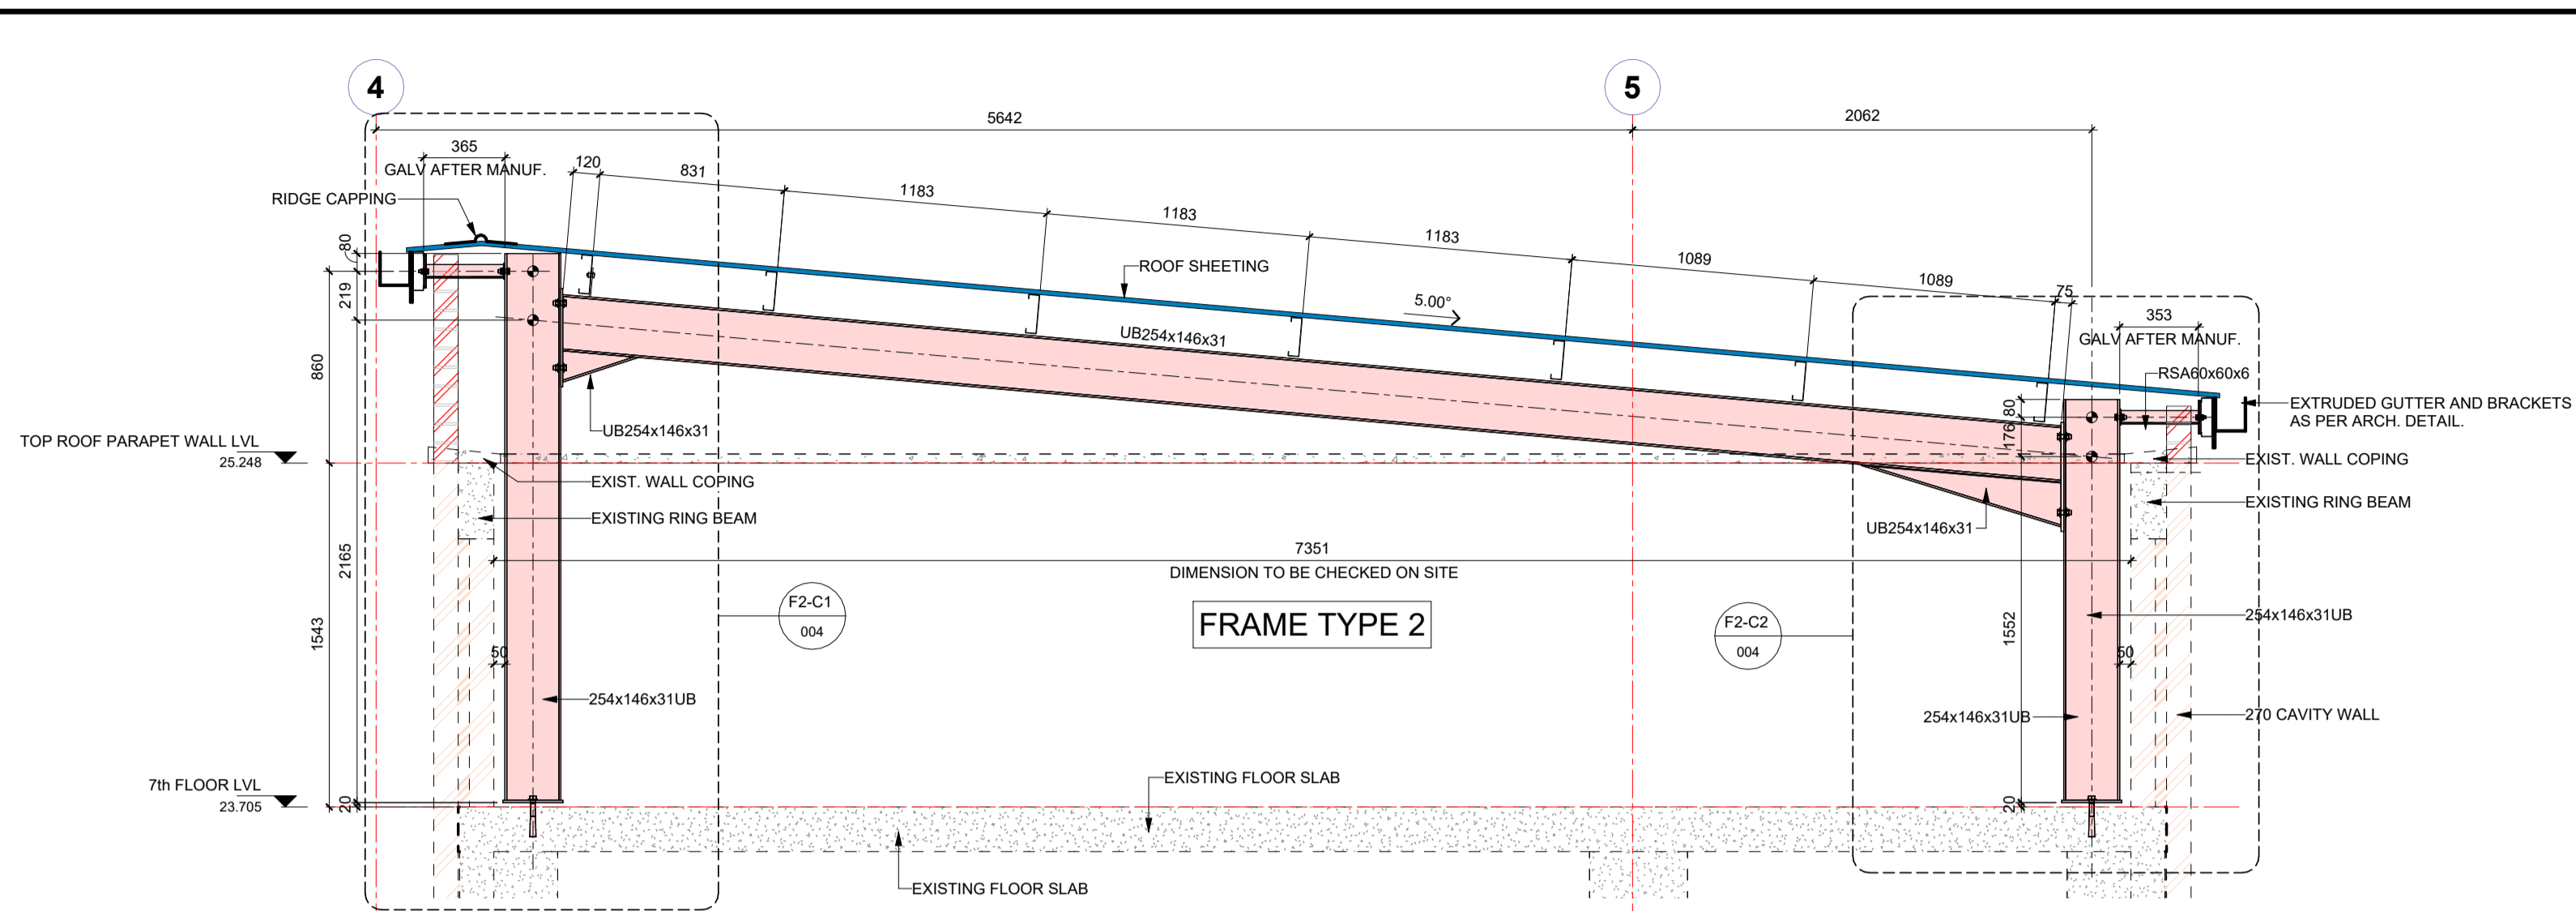 4
5
5642
2062
365
GALV AFTER MANUF.
RIDGE CAPPING
120
831
1183
1183
1183
1089
1089
75
353
GALV AFTER MANUF.
80
219
860
ROOF SHEETING
5.00°
UB254x146x31
RSA60x60x6
80
176
EXTRUDED GUTTER AND BRACKETS
AS PER ARCH. DETAIL.
TOP ROOF PARAPET WALL LVL
25.248
UB254x146x31
EXIST. WALL COPING
EXISTING RING BEAM
EXIST. WALL COPING
EXISTING RING BEAM
UB254x146x31
2165
7351
DIMENSION TO BE CHECKED ON SITE
F2-C1
004
FRAME TYPE 2
F2-C2
004
1543
1552
50
50
254x146x31UB
254x146x31UB
254x146x31UB
270 CAVITY WALL
7th FLOOR LVL
23.705
20
20
EXISTING FLOOR SLAB
EXISTING FLOOR SLAB